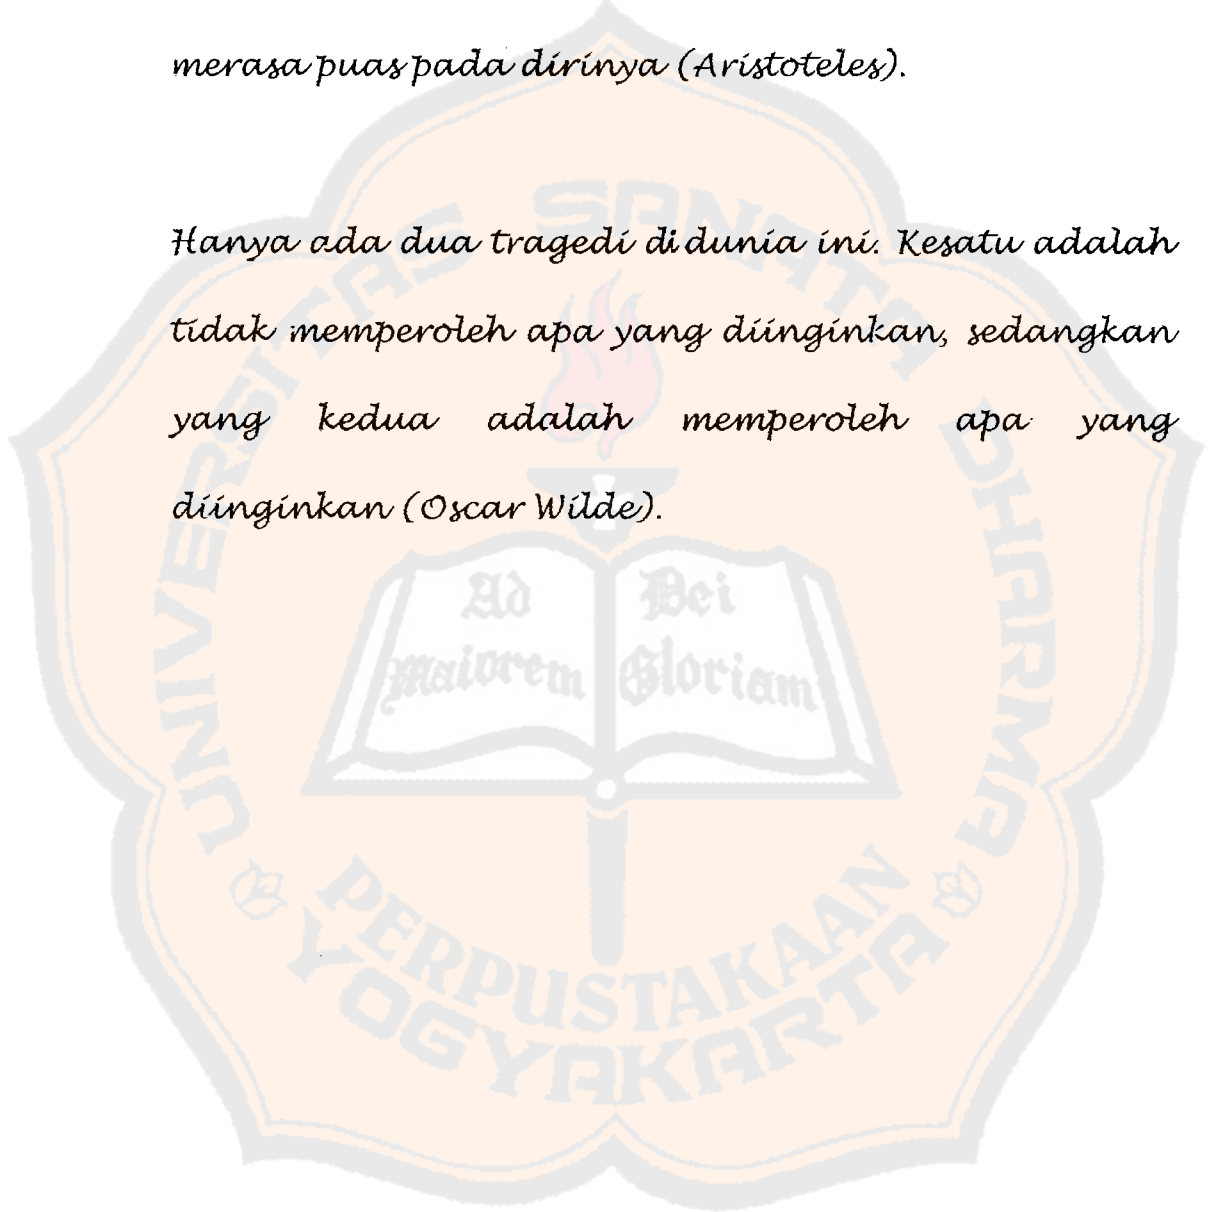 merasa puas pada dirinya (Aristoteles).
Hanya ada dua tragedi di dunia ini. Kesatu adalah
tidak memperoleh apa yang diinginkan, sedangkan
yang kedua adalah memperoleh apa yang
diinginkan (Oscar Wilde).
UNIVERSITAS SANATA DHARMA
Ad Dei
Maiorem Gloriam
PERPUSTAKAAN
YOGYAKARTA